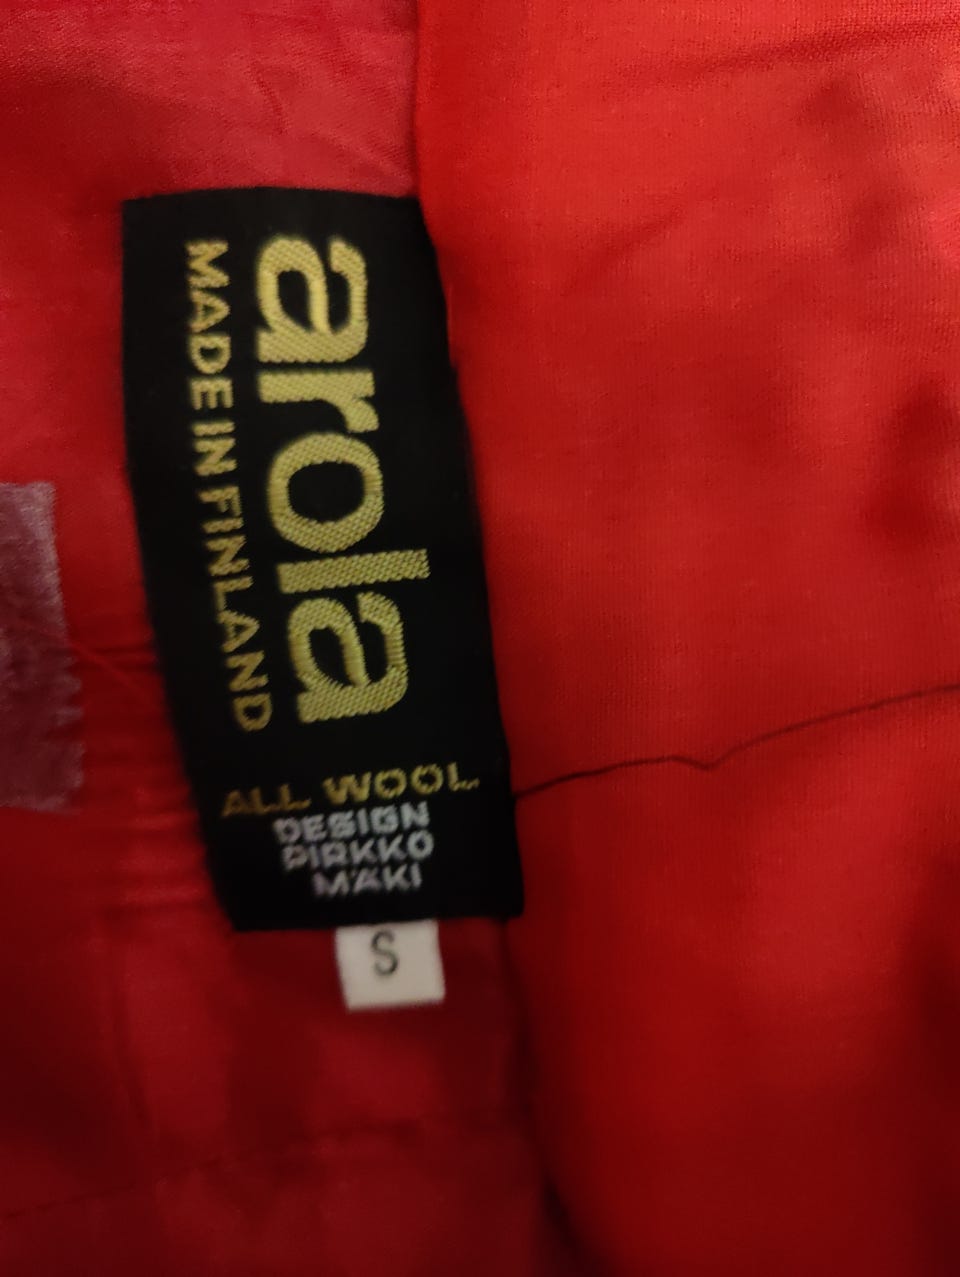 arola
MADE IN FINLAND
ALL WOOL
DESIGN
PIRKKO
MÄKI
S